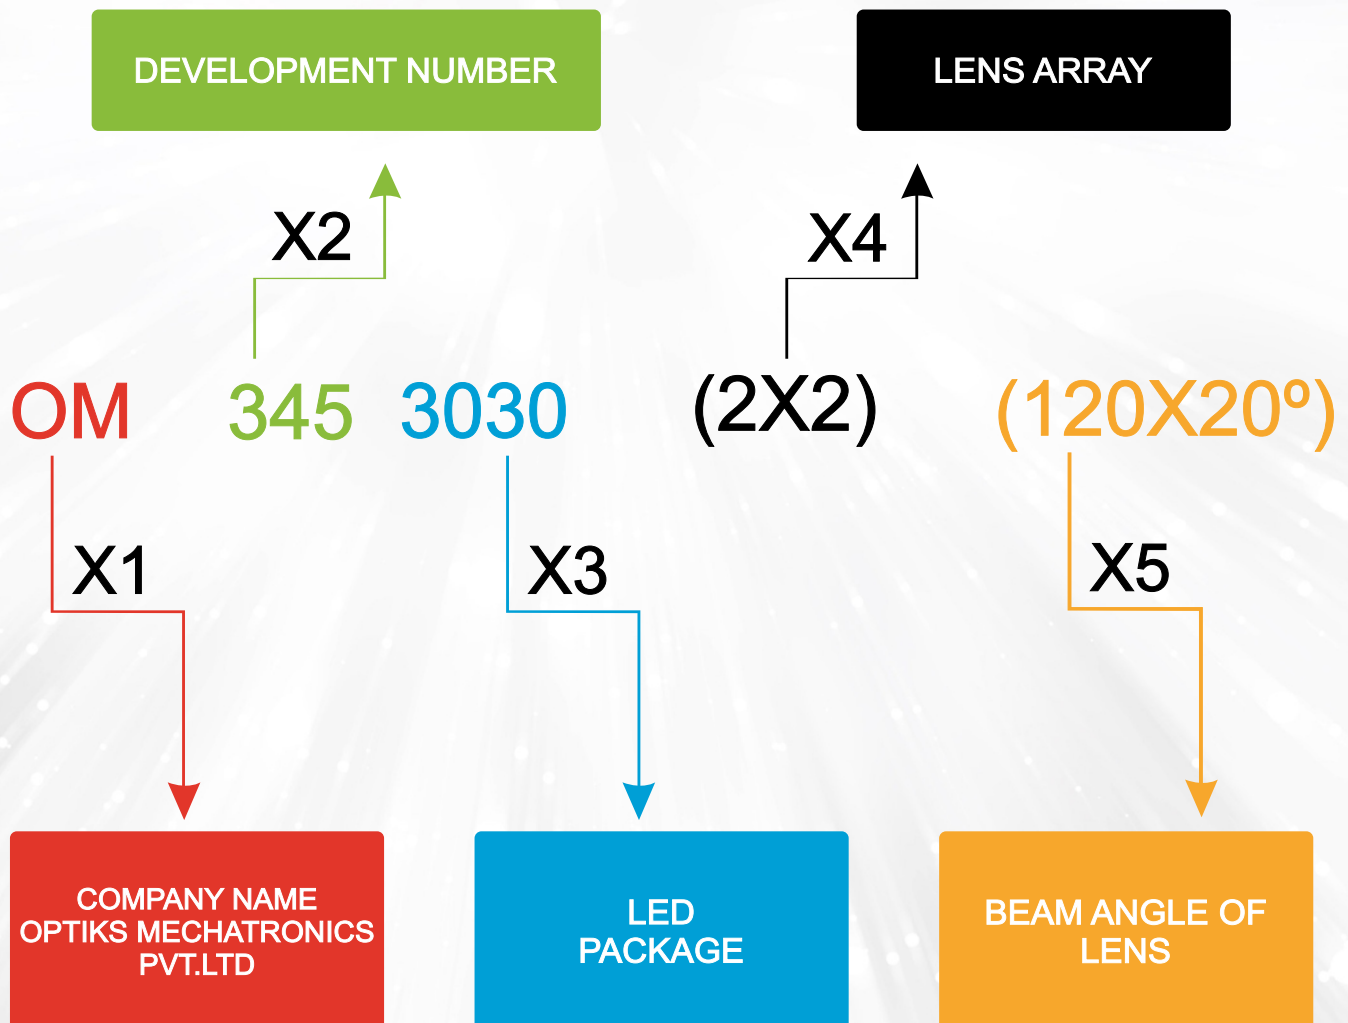 DEVELOPMENT NUMBER
LENS ARRAY
X2
X4
OM 345 3030 (2X2) (120X20º)
X1
X3
X5
COMPANY NAME
OPTIKS MECHATRONICS
PVT.LTD
LED
PACKAGE
BEAM ANGLE OF
LENS